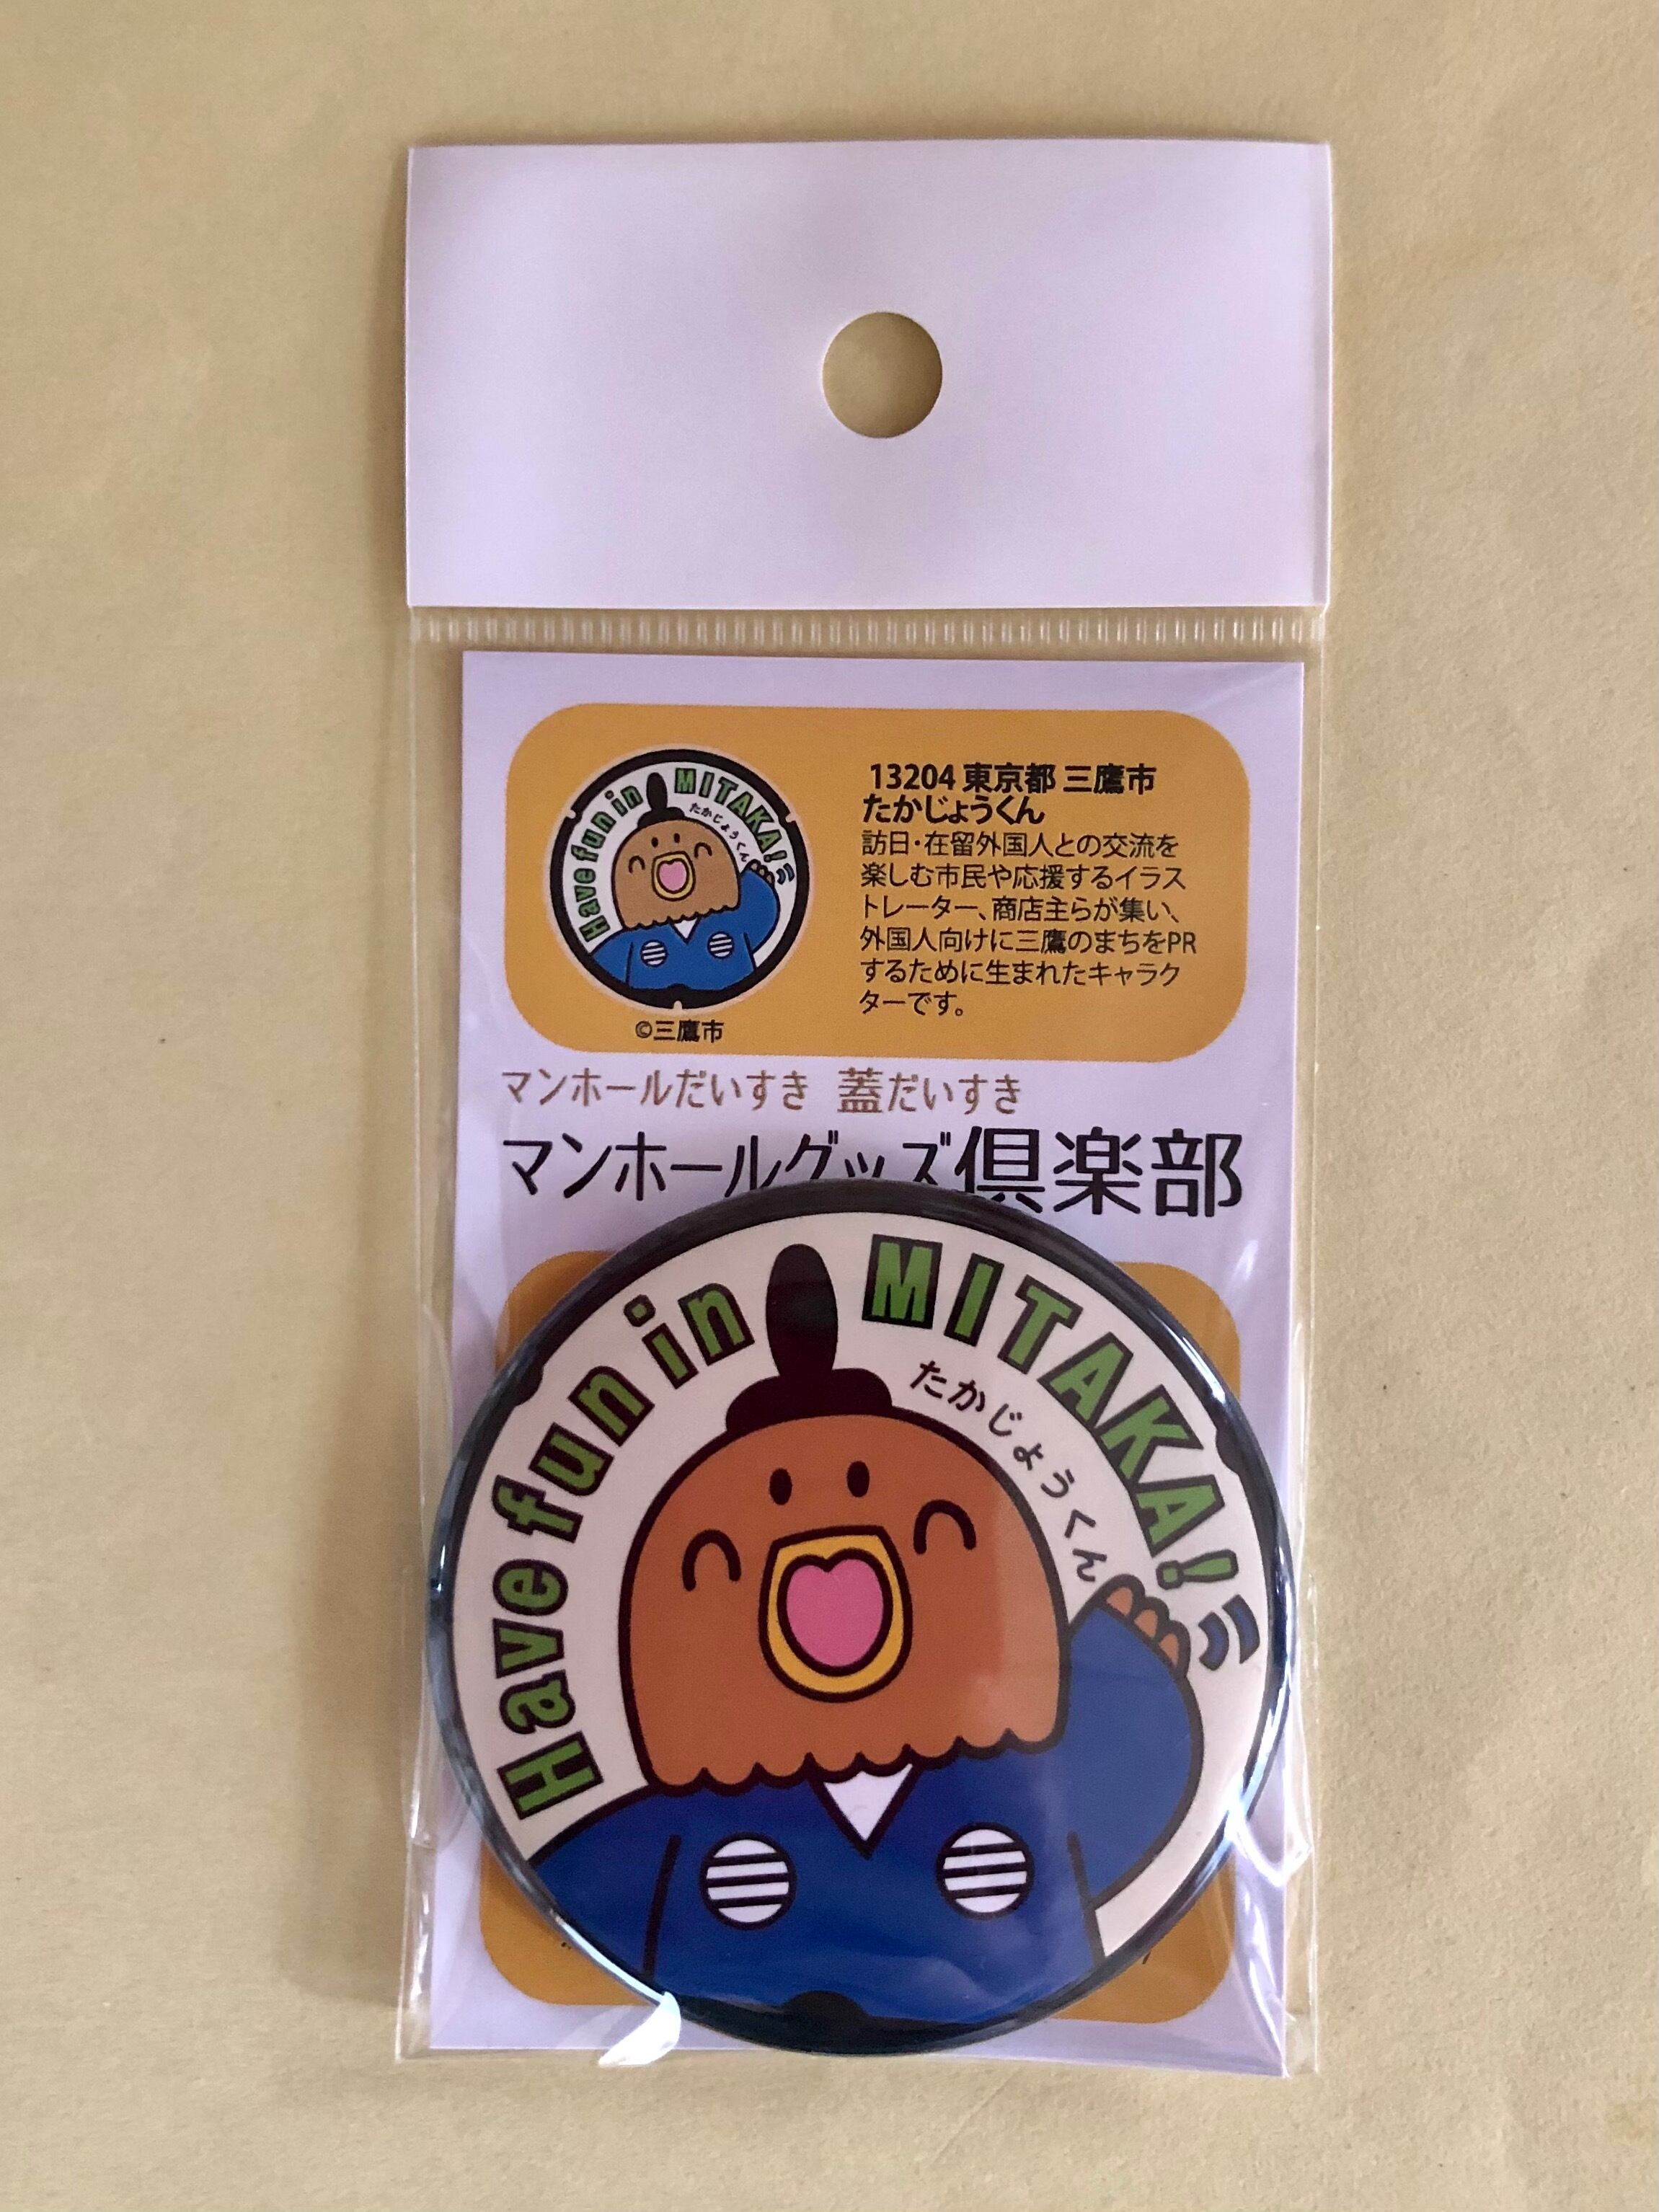 Have fun in MITAKA!
たかじょうくん
©三鷹市
13204 東京都 三鷹市
たかじょうくん
訪日・在留外国人との交流を
楽しむ市民や応援するイラス
トレーター、商店主らが集い、
外国人向けに三鷹のまちをPR
するために生まれたキャラク
ターです。
マンホールだいすき 蓋だいすき
マンホールグッズ倶楽部
Have fun in MITAKA!
たかじょうくん